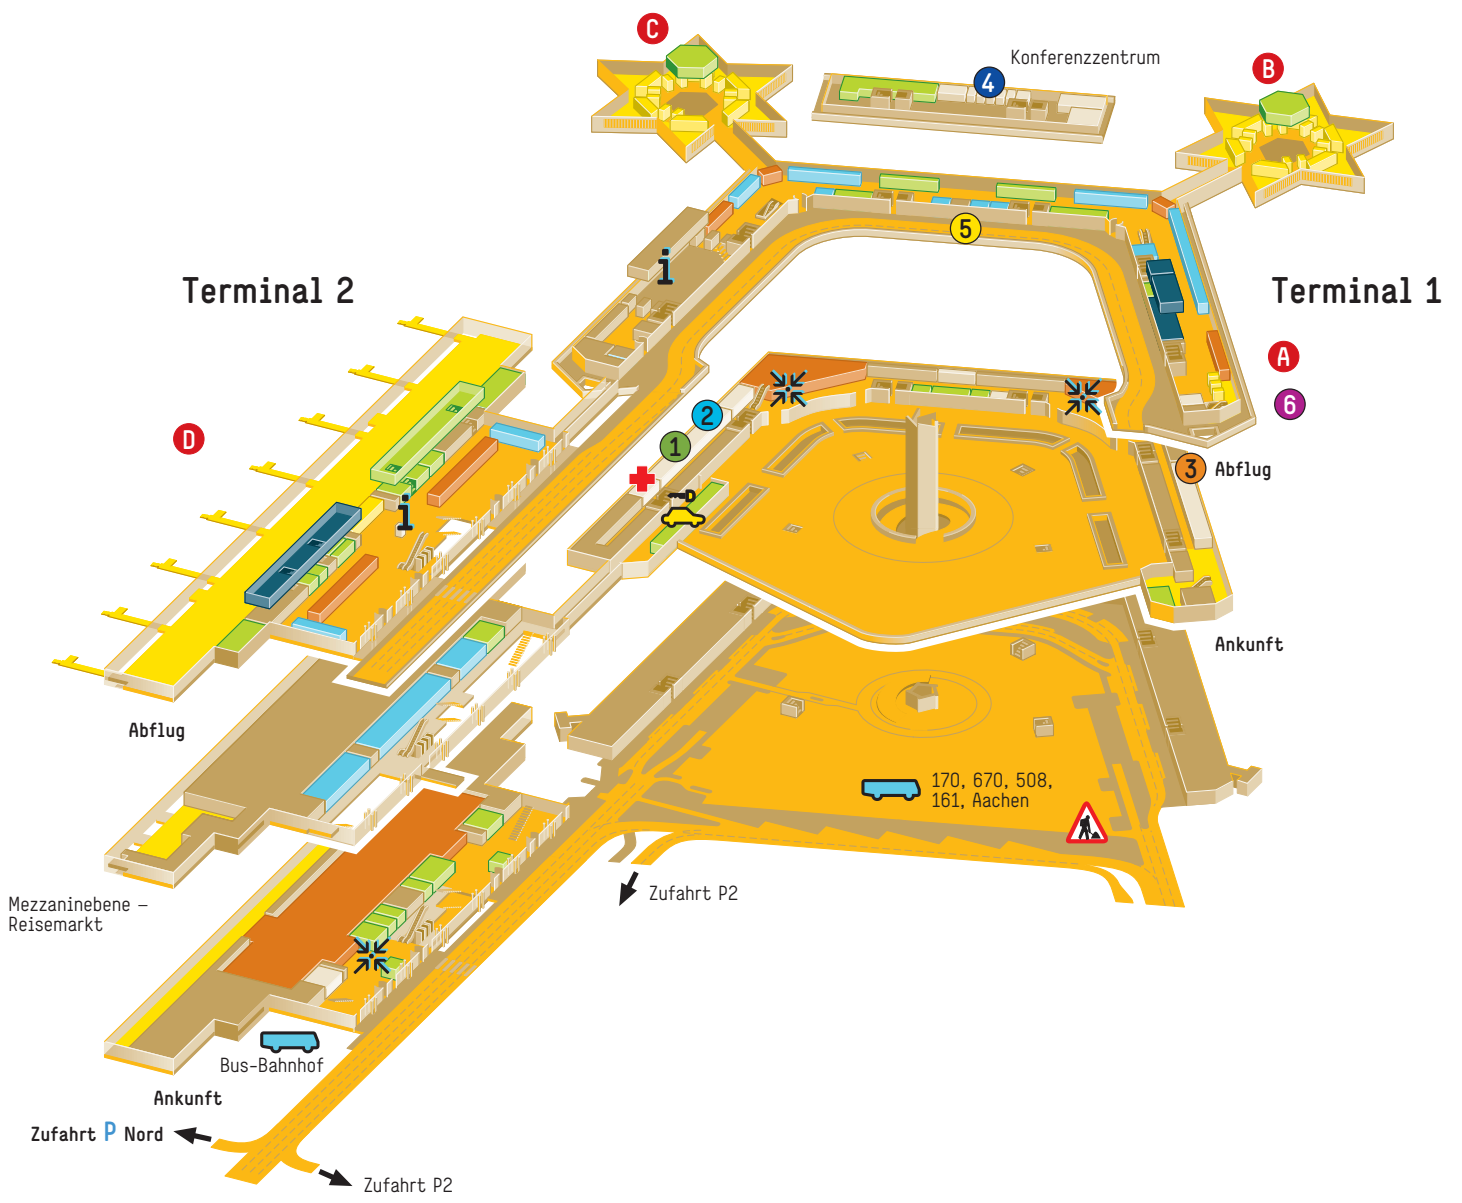 C
Konferenzzentrum
B
4
5
Terminal 2
Terminal 1
i
A
6
D
2
1
3 Abflug
i
Ankunft
Abflug
170, 670, 508,
161, Aachen
Mezzaninebene –
Reisemarkt
Zufahrt P2
Bus-Bahnhof
Ankunft
Zufahrt P Nord
Zufahrt P2